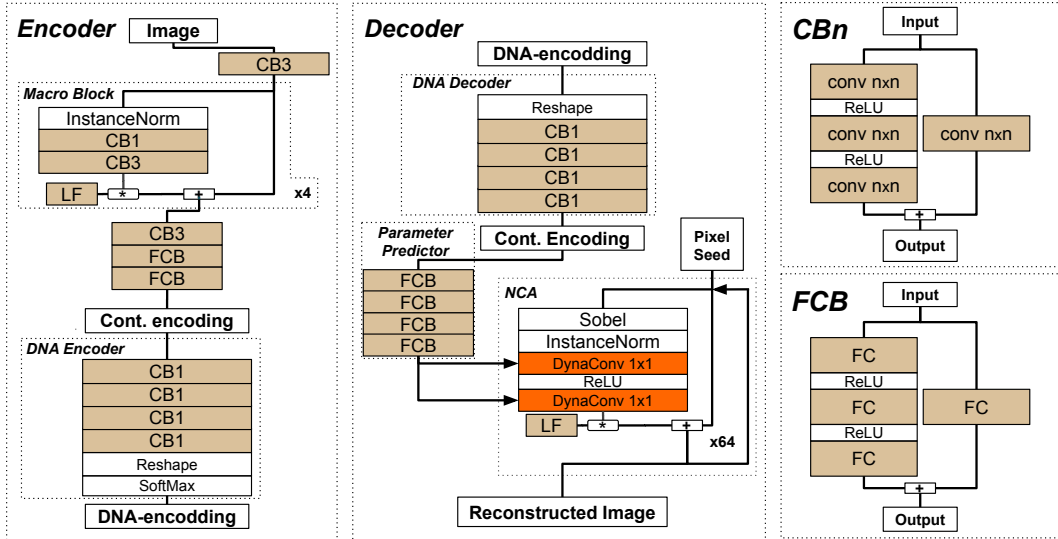 Encoder
Image
CB3
Macro Block
InstanceNorm
CB1
CB3
LF
*
+
x4
CB3
FCB
FCB
Cont. encoding
DNA Encoder
CB1
CB1
CB1
CB1
Reshape
SoftMax
DNA-encodding
Decoder
DNA-encodding
DNA Decoder
Reshape
CB1
CB1
CB1
CB1
Cont. Encoding
Parameter
Predictor
FCB
FCB
FCB
FCB
Pixel
Seed
NCA
Sobel
InstanceNorm
DynaConv 1x1
ReLU
DynaConv 1x1
LF
*
+
x64
Reconstructed Image
CBn
Input
conv nxn
ReLU
conv nxn
conv nxn
ReLU
conv nxn
+
Output
FCB
Input
FC
ReLU
FC
FC
ReLU
FC
+
Output